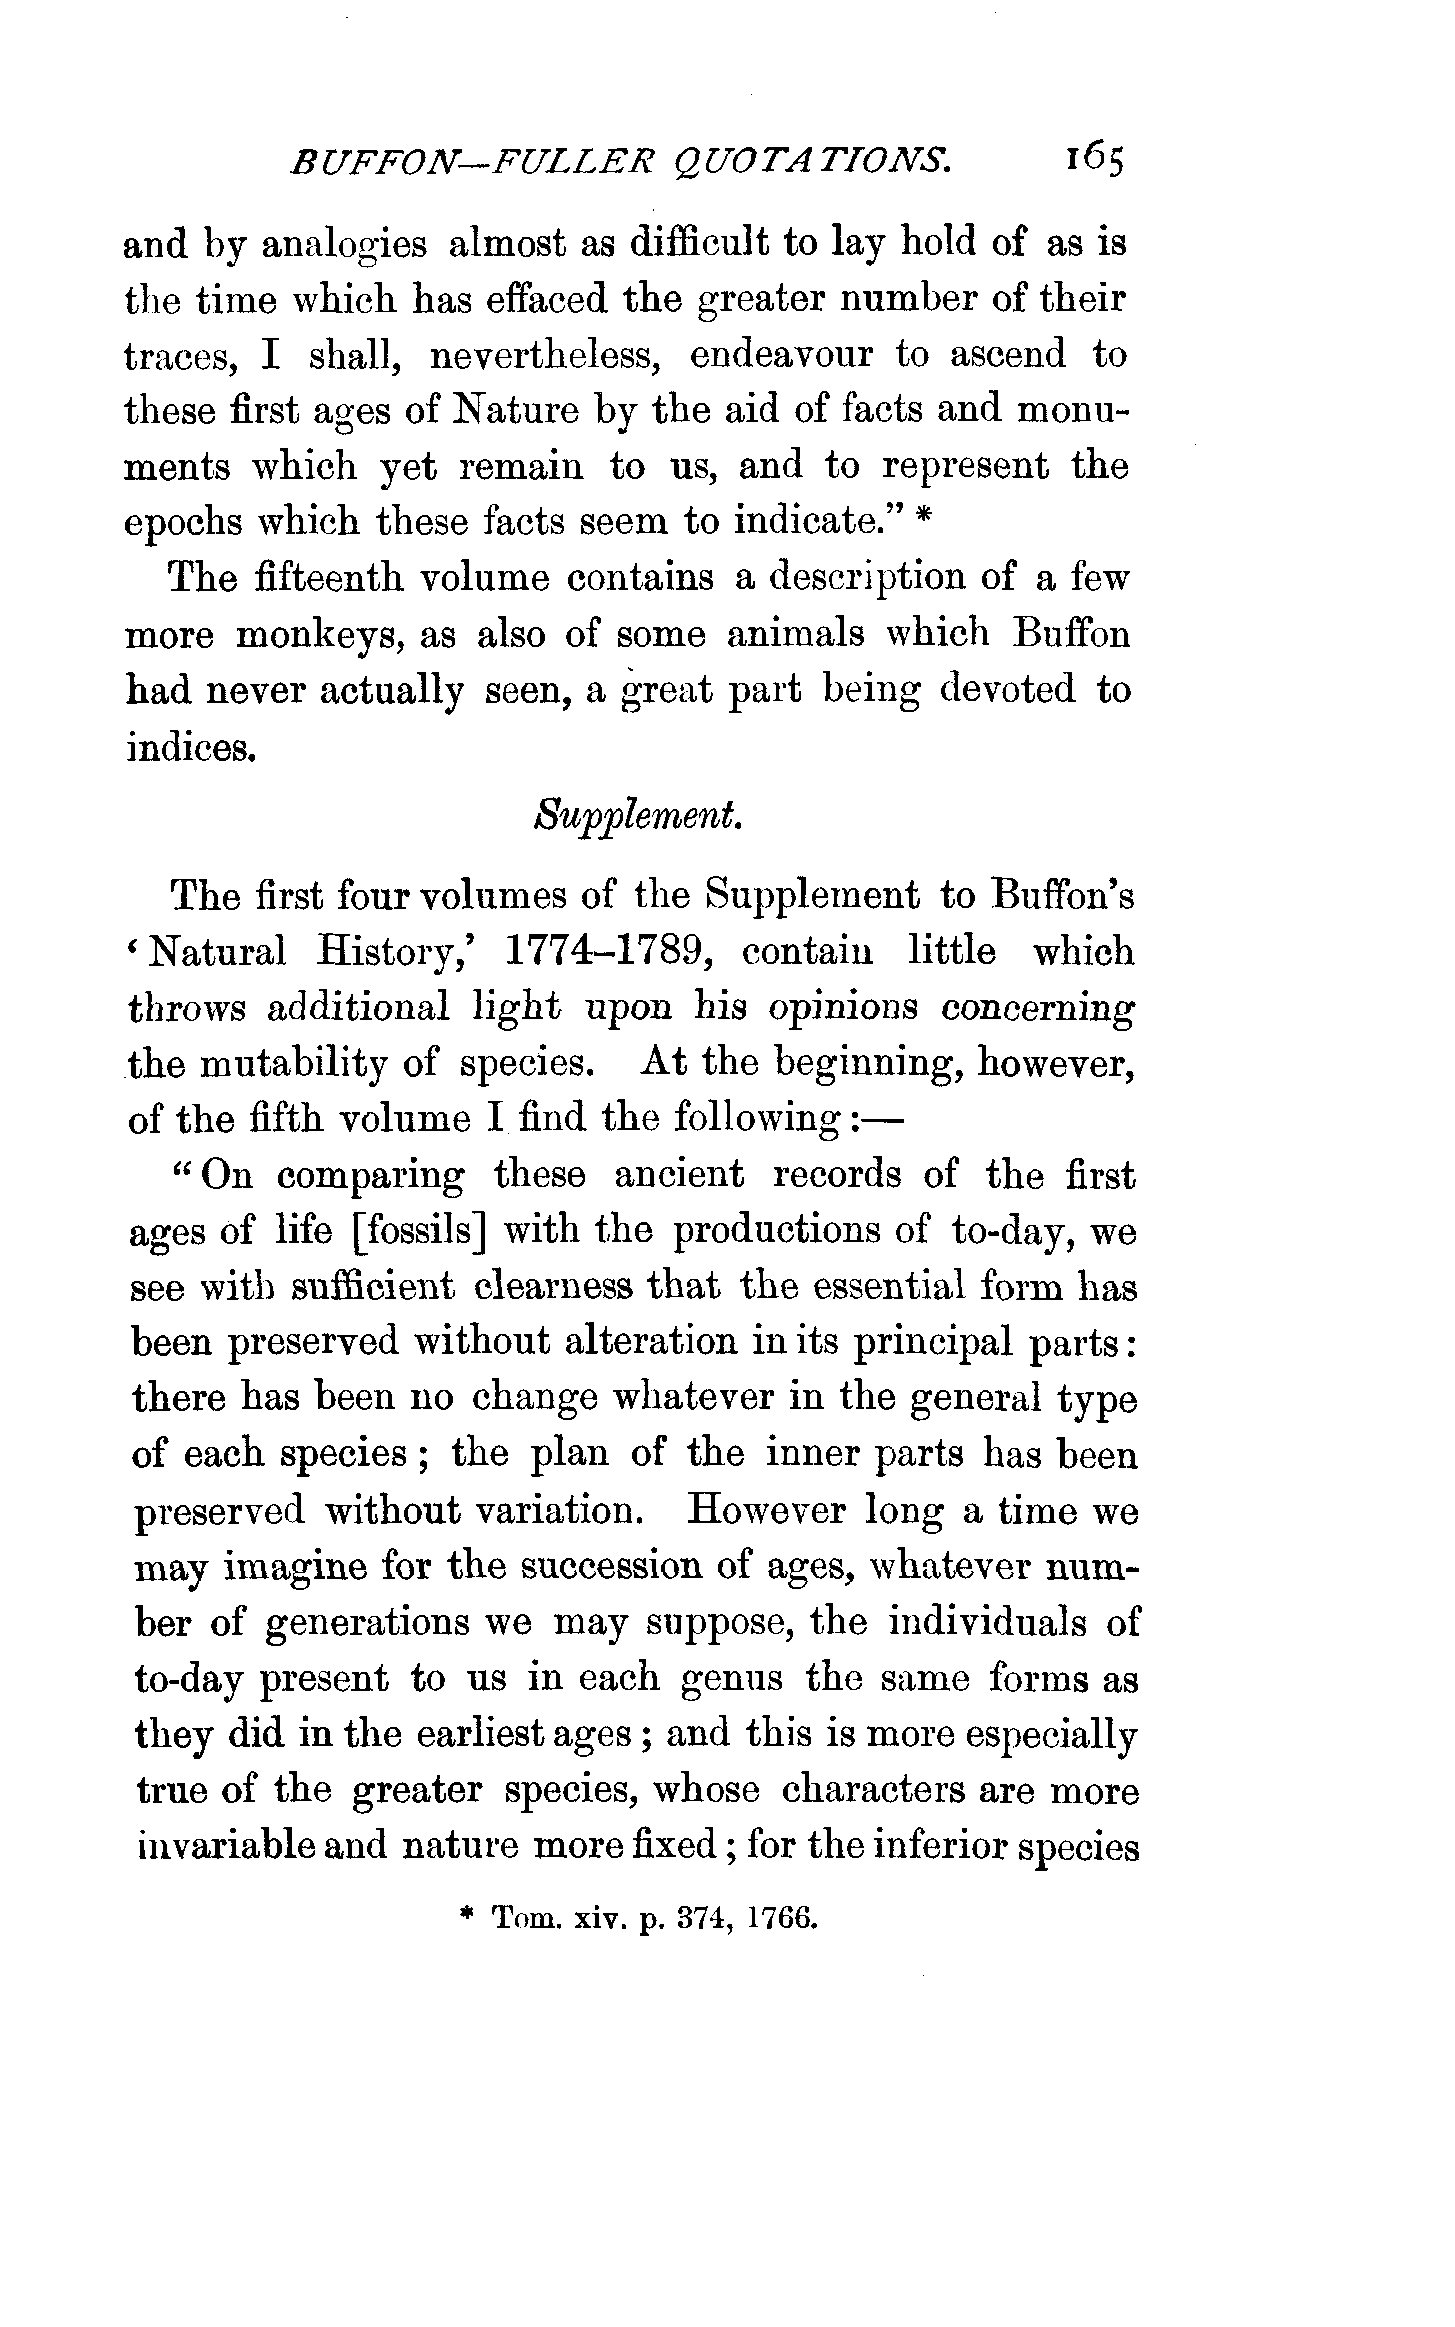 BUFFON—FULLER QUOTATIONS. 165
and by analogies almost as difficult to lay hold of as is
the time which has effaced the greater number of their
traces, I shall, nevertheless, endeavour to ascend to
these first ages of Nature by the aid of facts and monu-
ments which yet remain to us, and to represent the
epochs which these facts seem to indicate.” *
The fifteenth volume contains a description of a few
more monkeys, as also of some animals which Buffon
had never actually seen, a great part being devoted to
indices.
Supplement.
The first four volumes of the Supplement to Buffon’s
‘Natural History,’ 1774–1789, contain little which
throws additional light upon his opinions concerning
the mutability of species. At the beginning, however,
of the fifth volume I find the following :—
“On comparing these ancient records of the first
ages of life [fossils] with the productions of to-day, we
see with sufficient clearness that the essential form has
been preserved without alteration in its principal parts:
there has been no change whatever in the general type
of each species ; the plan of the inner parts has been
preserved without variation. However long a time we
may imagine for the succession of ages, whatever num-
ber of generations we may suppose, the individuals of
to-day present to us in each genus the same forms as
they did in the earliest ages ; and this is more especially
true of the greater species, whose characters are more
invariable and nature more fixed ; for the inferior species
* Tom. xiv. p. 374, 1766.